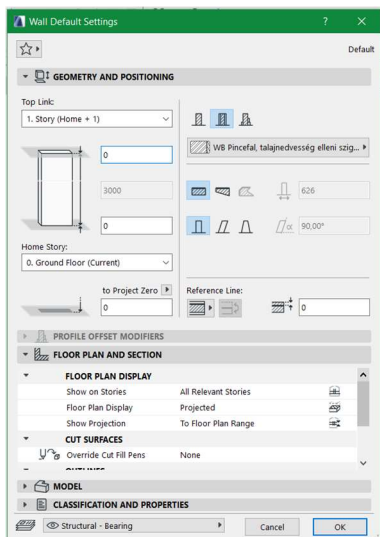 Wall Default Settings
Default
GEOMETRY AND POSITIONING
Top Link:
1. Story (Home + 1)
0
WB Pincefal, talajnedvesség elleni szig...
3000
626
0
α 90,00°
Home Story:
0. Ground Floor (Current)
to Project Zero
Reference Line:
0
0
PROFILE OFFSET MODIFIERS
FLOOR PLAN AND SECTION
FLOOR PLAN DISPLAY
Show on Stories All Relevant Stories
Floor Plan Display Projected
Show Projection To Floor Plan Range
CUT SURFACES
Override Cut Fill Pens None
OUTLINES
MODEL
CLASSIFICATION AND PROPERTIES
Structural - Bearing
Cancel
OK